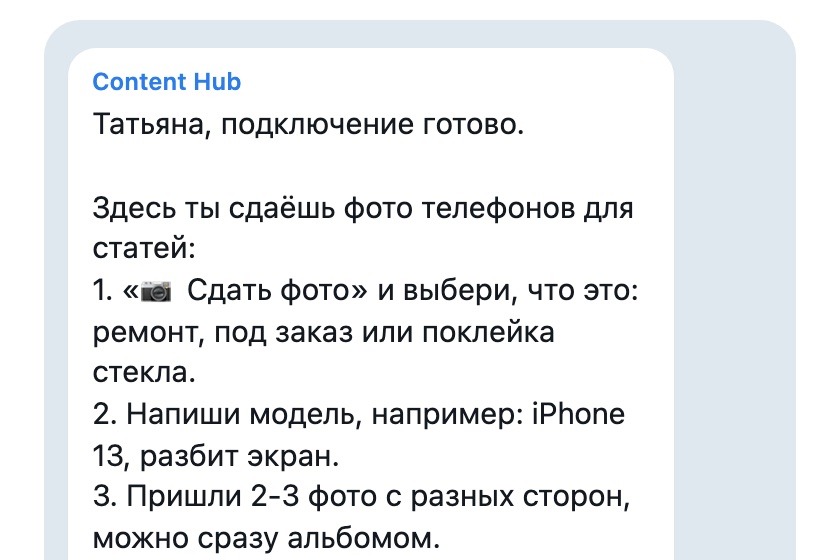 Content Hub
Татьяна, подключение готово.
Здесь ты сдаёшь фото телефонов для
статей:
1. «📷 Сдать фото» и выбери, что это:
ремонт, под заказ или поклейка
стекла.
2. Напиши модель, например: iPhone
13, разбит экран.
3. Пришли 2-3 фото с разных сторон,
можно сразу альбомом.